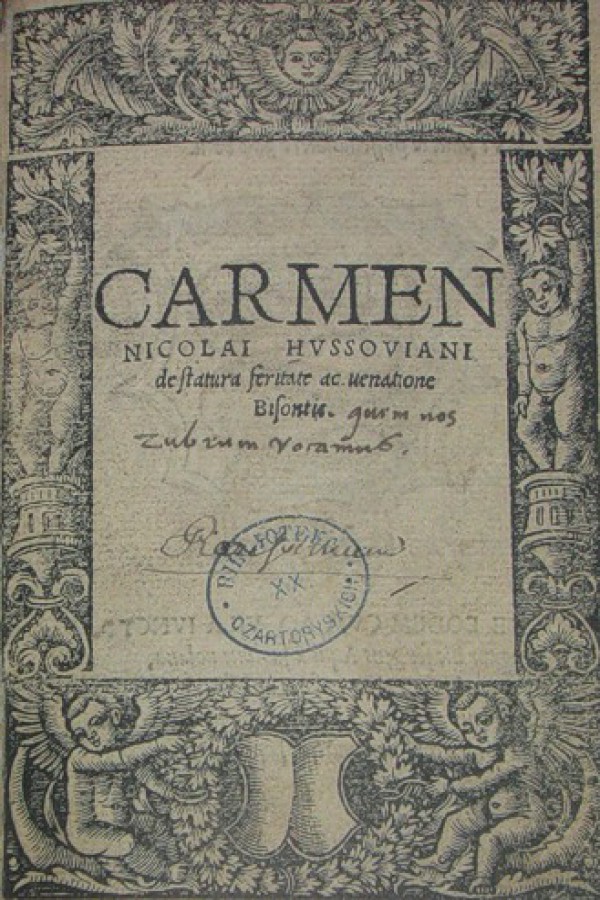 CARMEN
NICOLAI HVSSOVIANI
de ſtatura feritate ac uenatione
Biſontis. quem nos
Zubrum vocamus.
BIBLIOTEKA
XX
CZARTORYSKICH